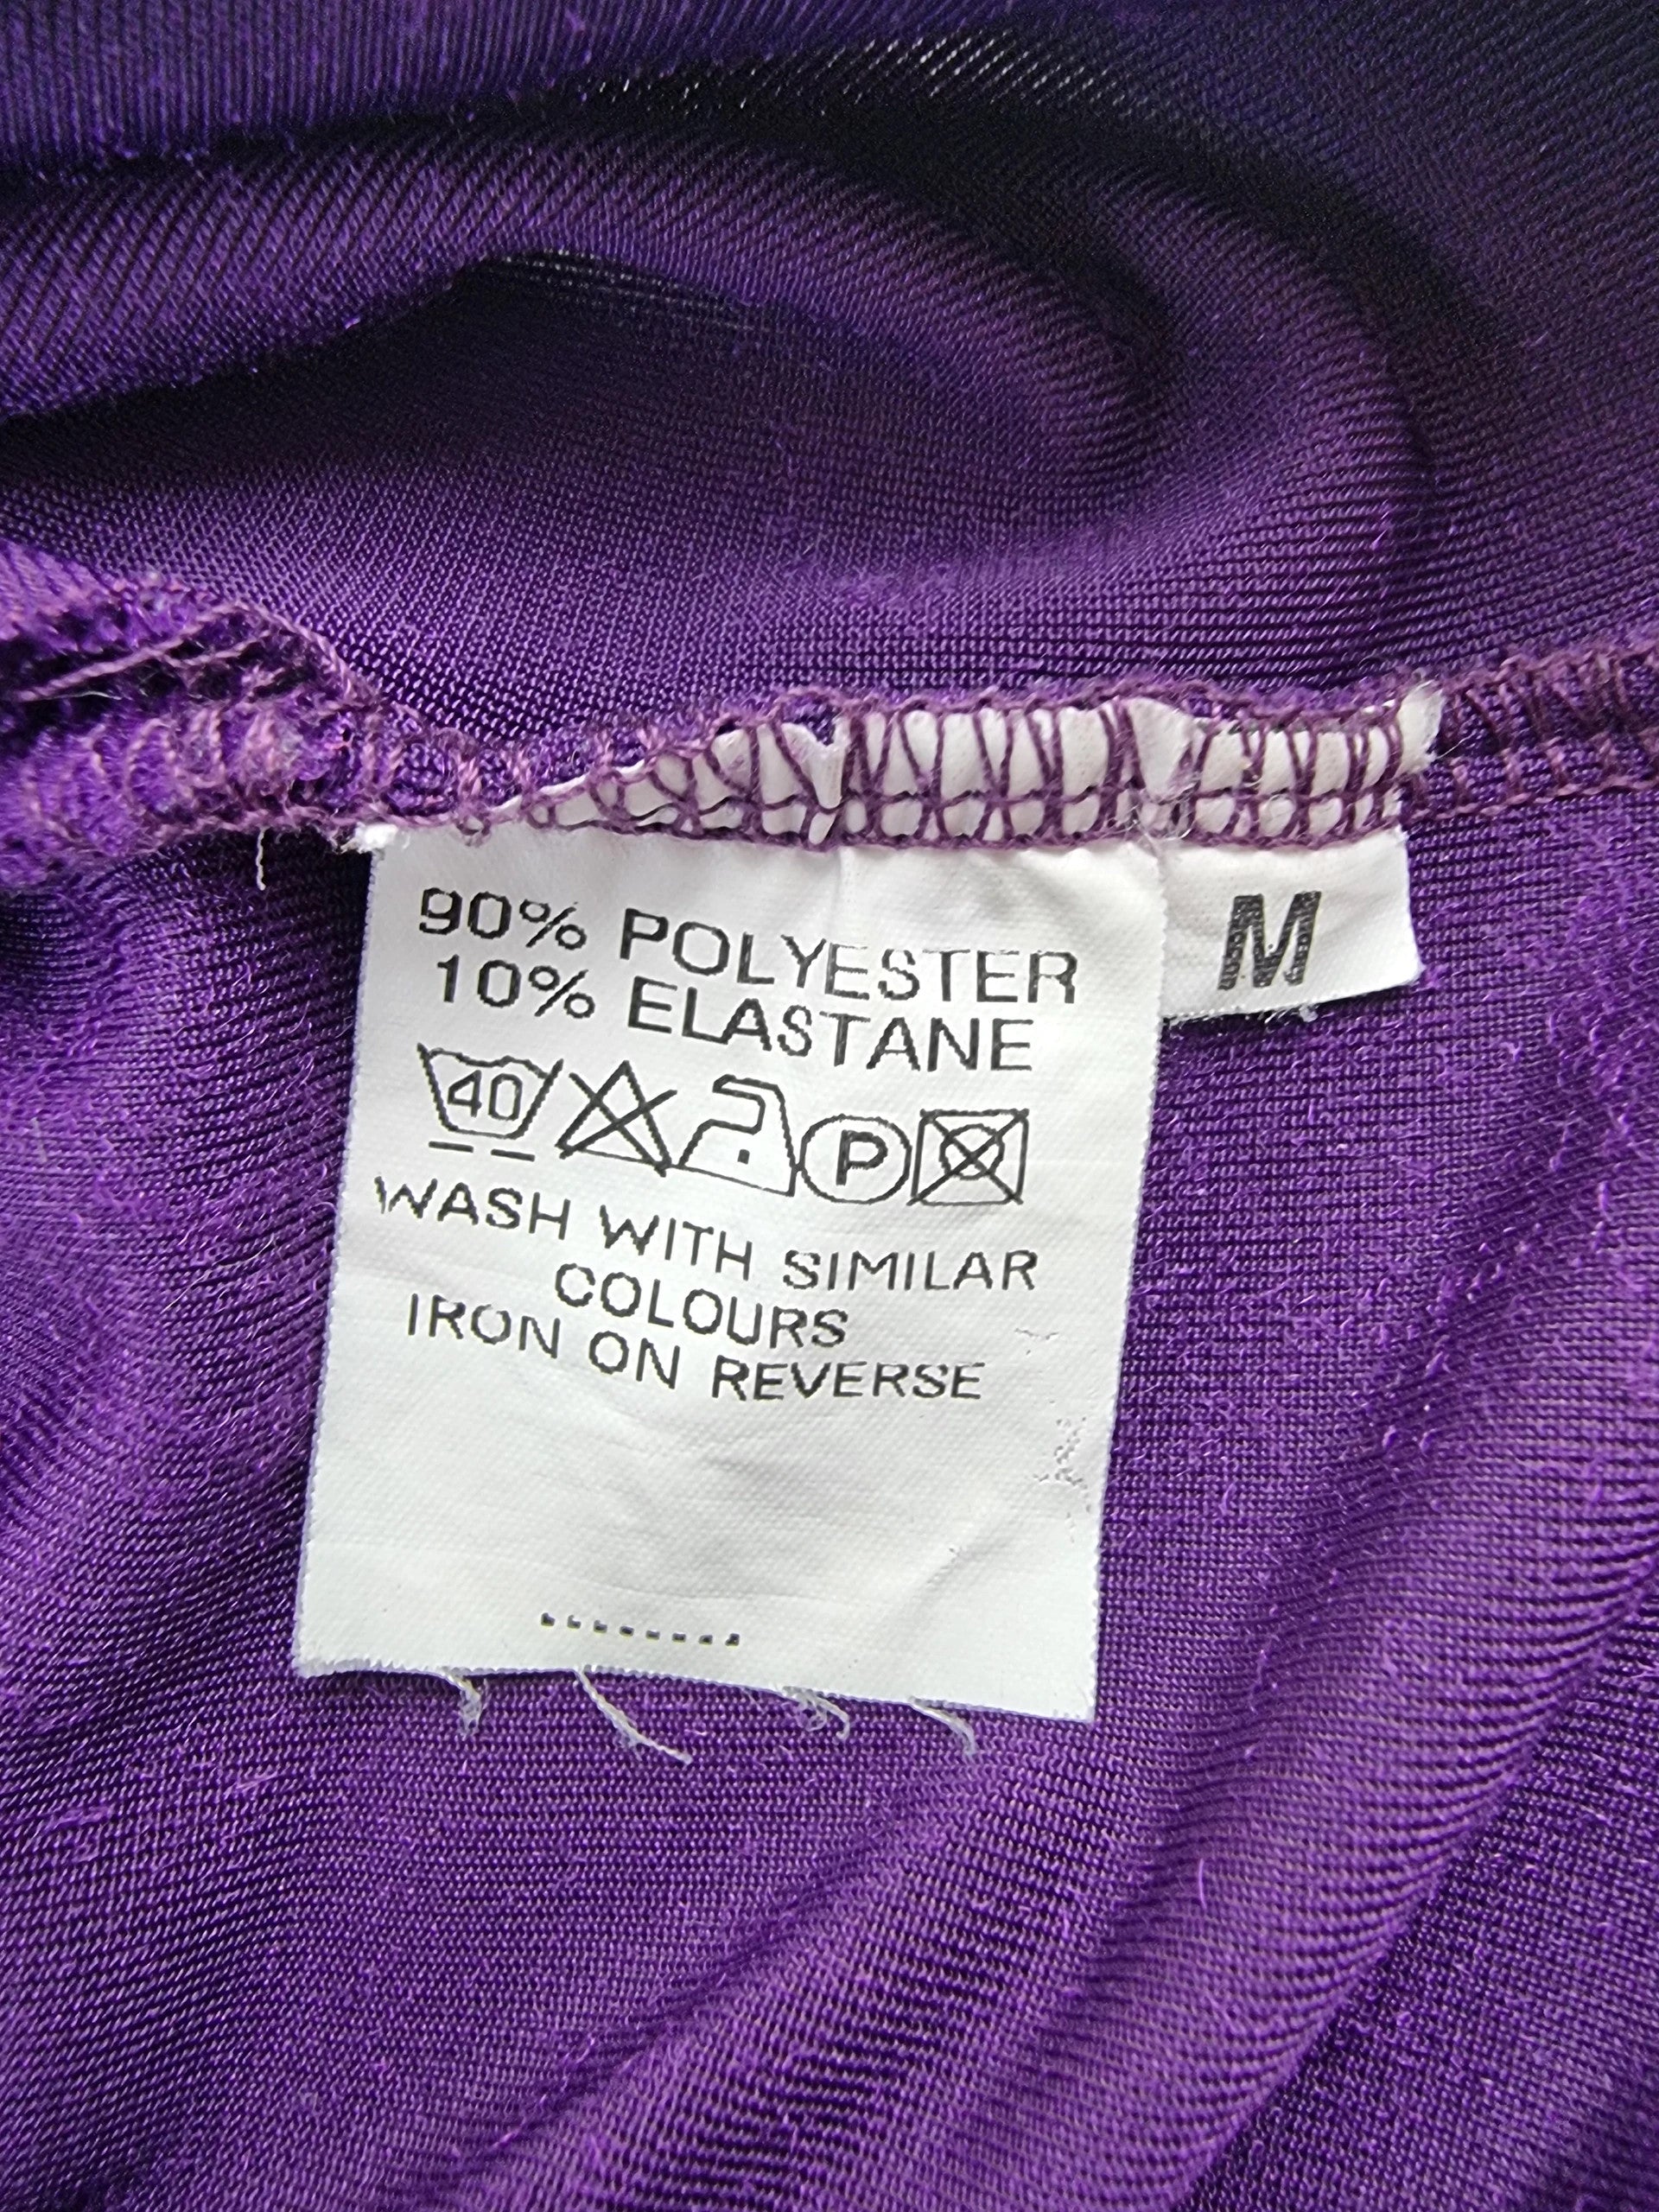 90% POLYESTER
10% ELASTANE
M
40
P
WASH WITH SIMILAR
COLOURS
IRON ON REVERSE